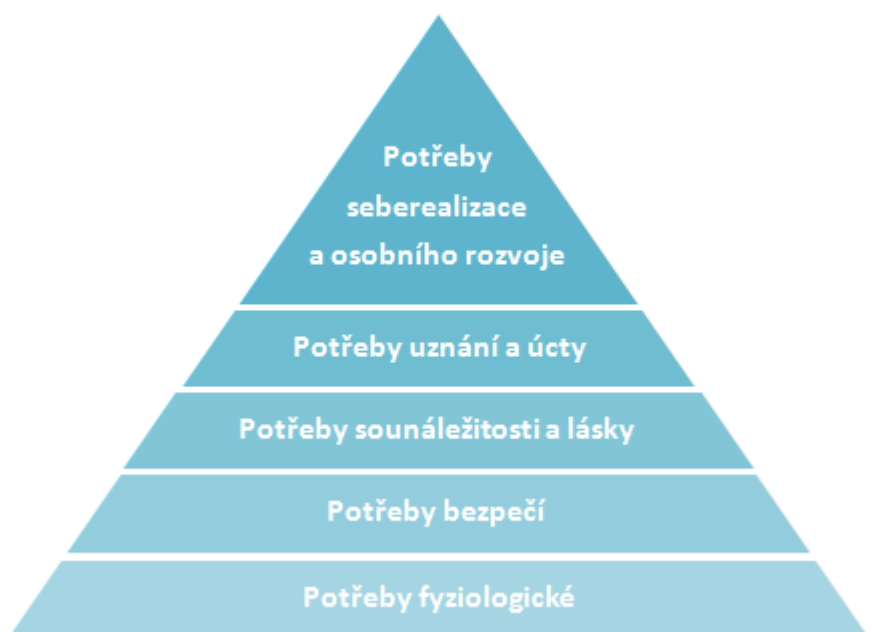 Potřeby
seberealizace
a osobního rozvoje
Potřeby uznání a úcty
Potřeby sounáležitosti a lásky
Potřeby bezpečí
Potřeby fyziologické